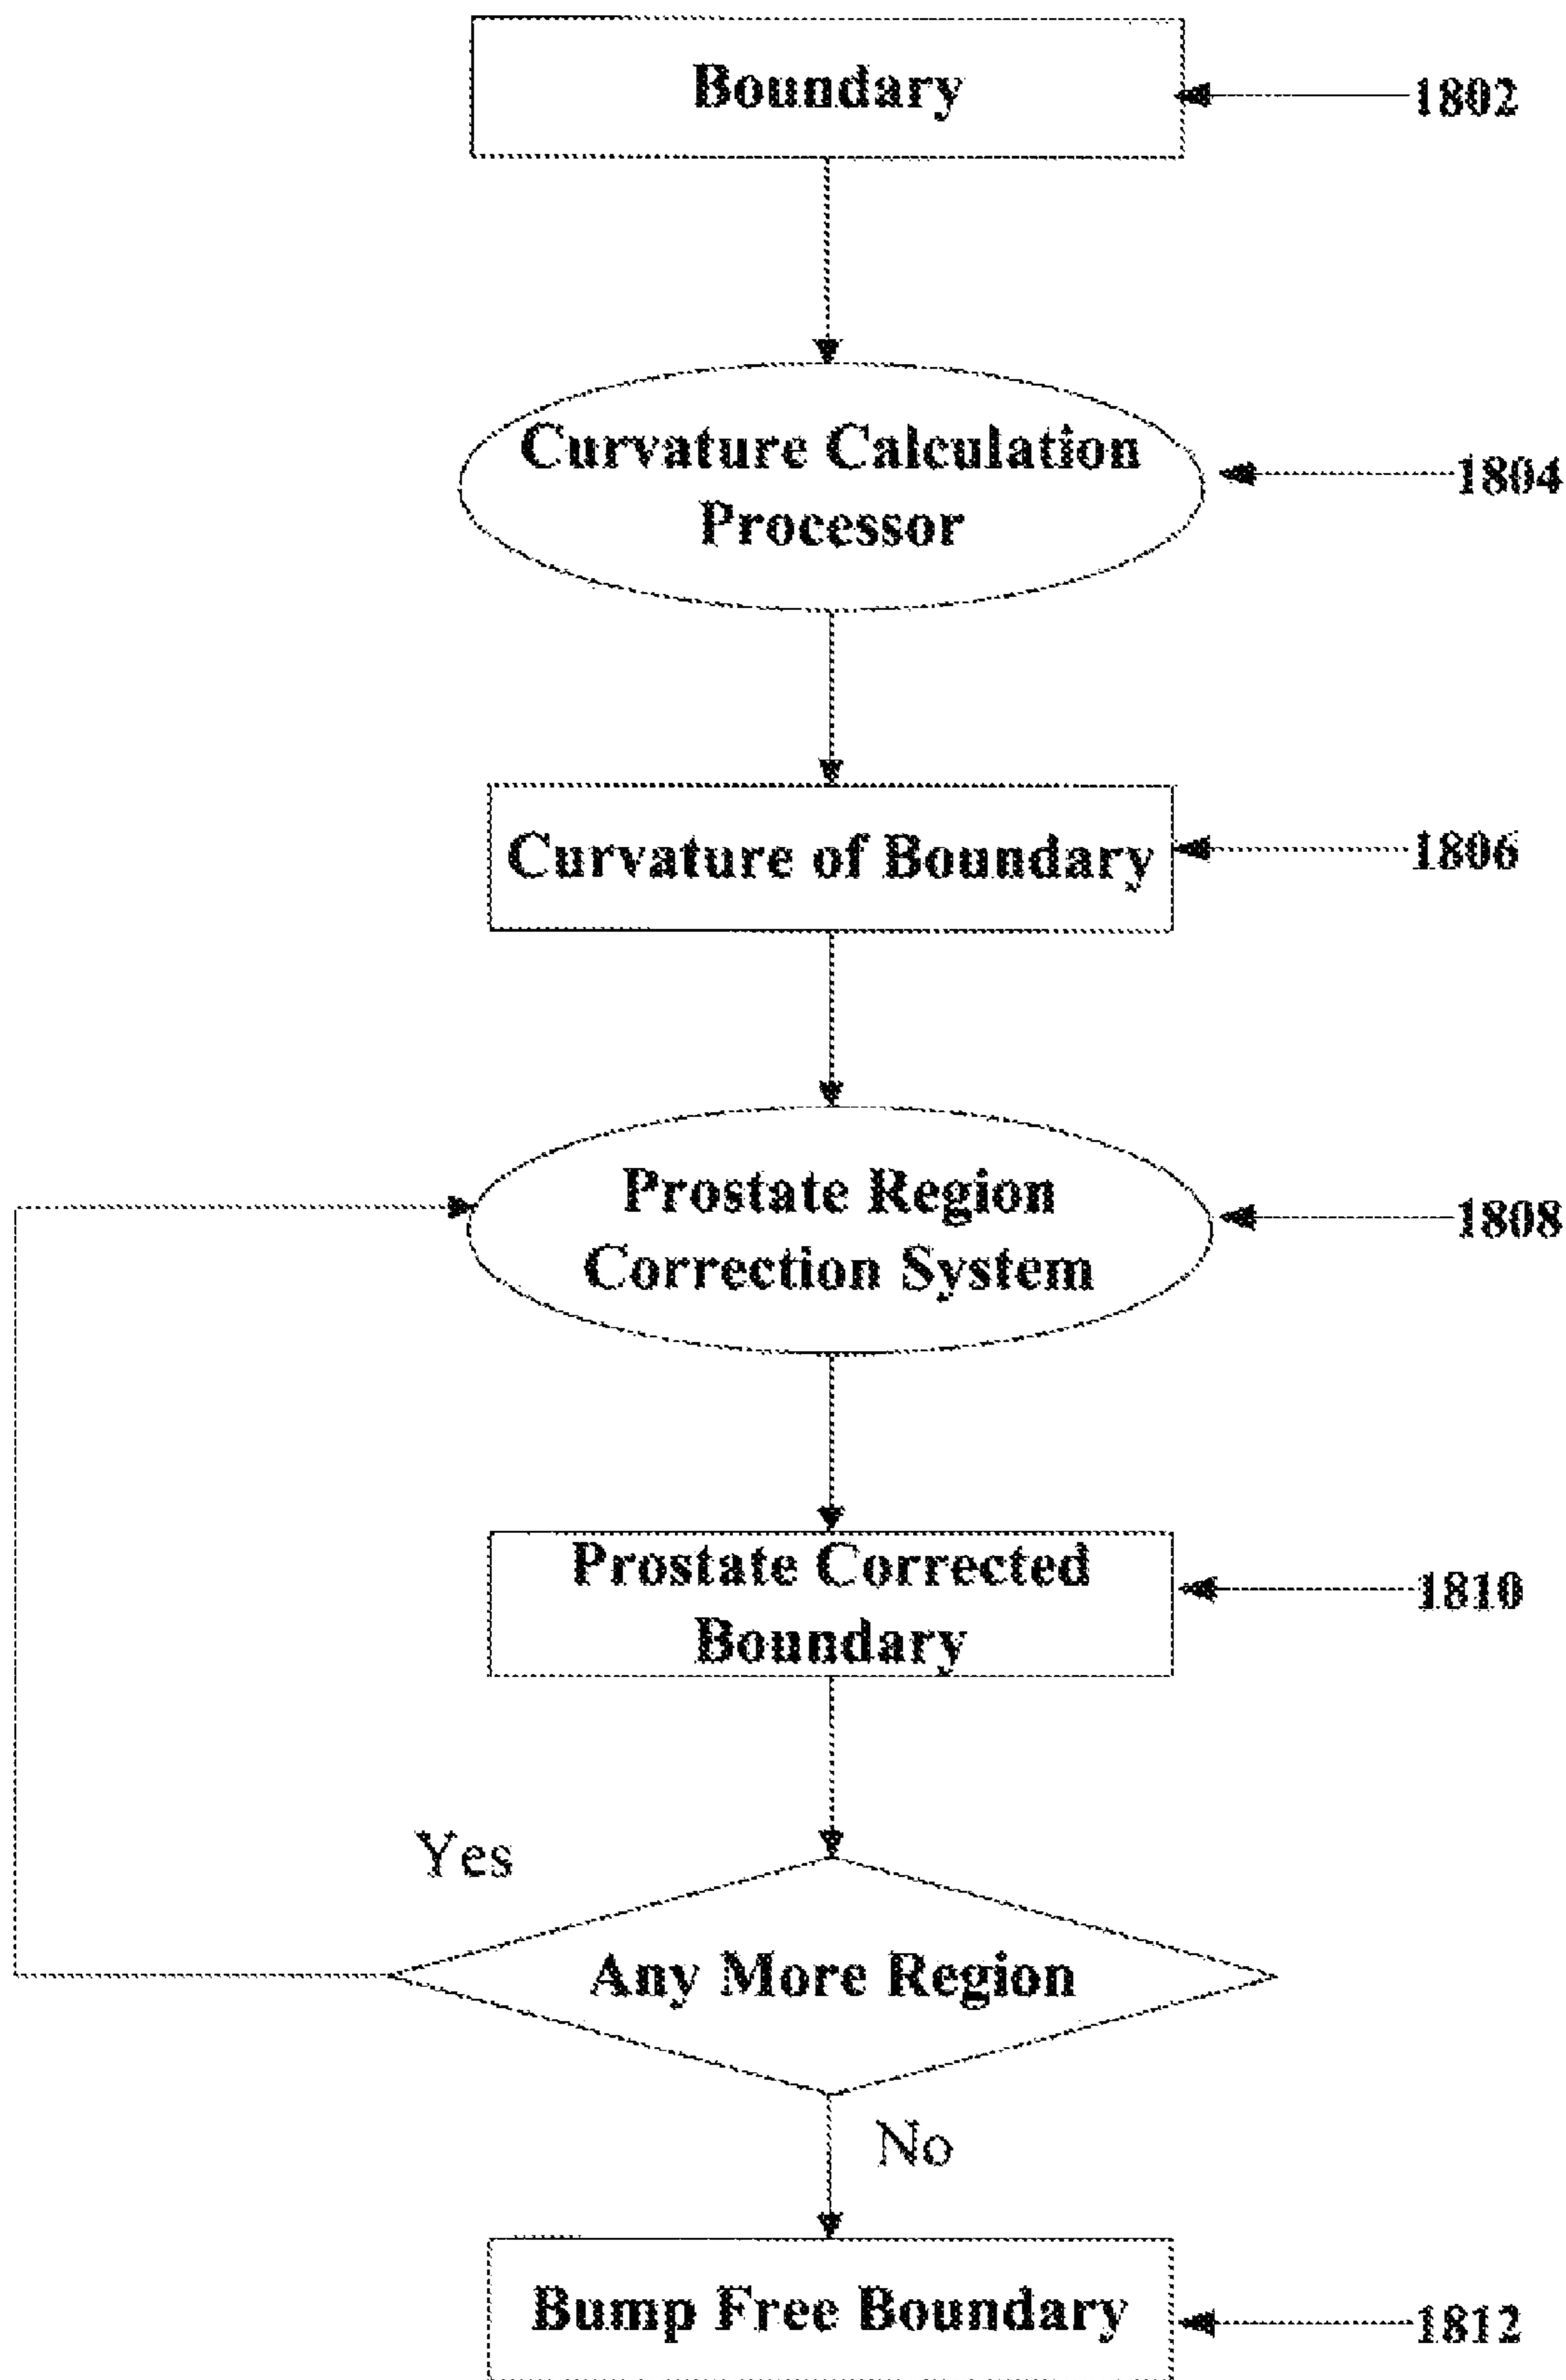 Boundary
1802
Curvature Calculation
Processor
1804
Curvature of Boundary
1806
Prostate Region
Correction System
1808
Prostate Corrected
Boundary
1810
Yes
Any More Region
No
Bump Free Boundary
1812